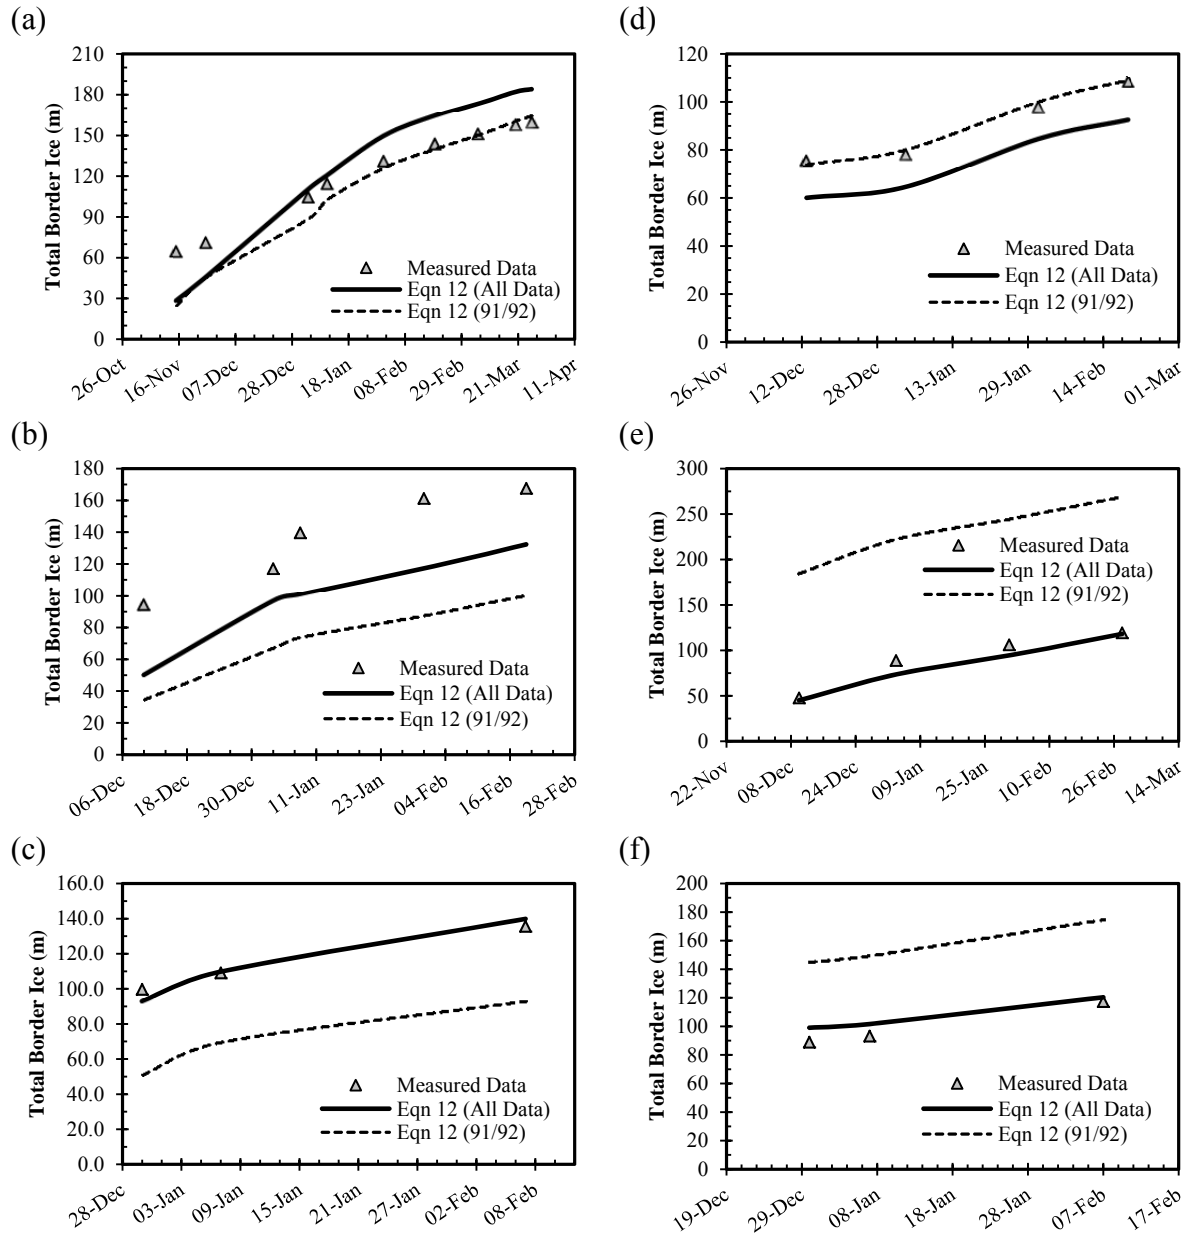 (a)
210
180
150
120
90
60
30
0
Total Border Ice (m)
Measured Data
Eqn 12 (All Data)
Eqn 12 (91/92)
26-Oct
16-Nov
07-Dec
28-Dec
18-Jan
08-Feb
29-Feb
21-Mar
11-Apr
(d)
120
100
80
60
40
20
0
Total Border Ice (m)
Measured Data
Eqn 12 (All Data)
Eqn 12 (91/92)
26-Nov
12-Dec
28-Dec
13-Jan
29-Jan
14-Feb
01-Mar
(b)
180
160
140
120
100
80
60
40
20
0
Total Border Ice (m)
Measured Data
Eqn 12 (All Data)
Eqn 12 (91/92)
06-Dec
18-Dec
30-Dec
11-Jan
23-Jan
04-Feb
16-Feb
28-Feb
(e)
300
250
200
150
100
50
0
Total Border Ice (m)
Measured Data
Eqn 12 (All Data)
Eqn 12 (91/92)
22-Nov
08-Dec
24-Dec
09-Jan
25-Jan
10-Feb
26-Feb
14-Mar
(c)
160.0
140.0
120.0
100.0
80.0
60.0
40.0
20.0
0.0
Total Border Ice (m)
Measured Data
Eqn 12 (All Data)
Eqn 12 (91/92)
28-Dec
03-Jan
09-Jan
15-Jan
21-Jan
27-Jan
02-Feb
08-Feb
(f)
200
180
160
140
120
100
80
60
40
20
0
Total Border Ice (m)
Measured Data
Eqn 12 (All Data)
Eqn 12 (91/92)
19-Dec
29-Dec
08-Jan
18-Jan
28-Jan
07-Feb
17-Feb